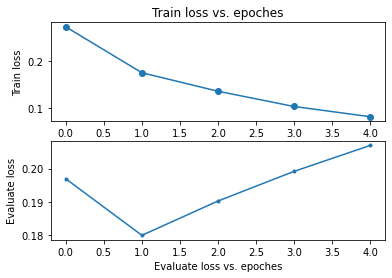 Train loss vs. epoches
Train loss
0.2
0.1
0.0 0.5 1.0 1.5 2.0 2.5 3.0 3.5 4.0
Evaluate loss
0.20
0.19
0.18
0.0 0.5 1.0 1.5 2.0 2.5 3.0 3.5 4.0
Evaluate loss vs. epoches